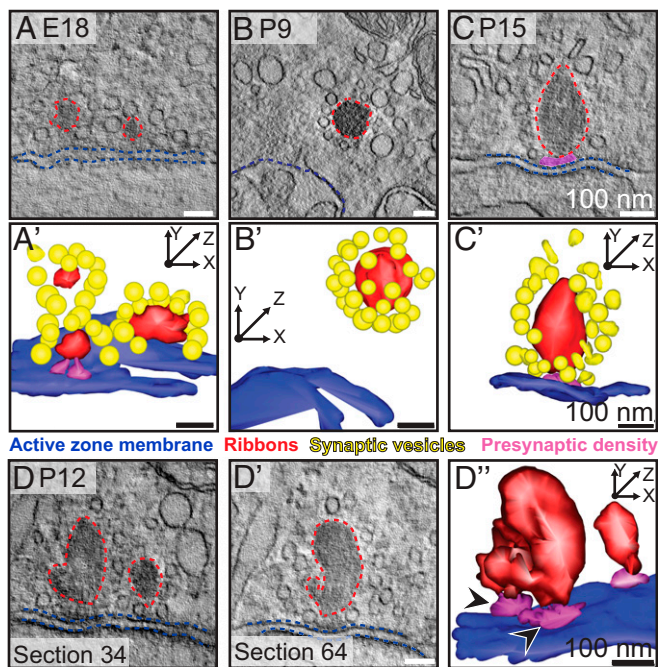 A E18
B P9
C P15
100 nm
A'
Y
Z
X
B'
Y
Z
X
C'
Y
Z
X
100 nm
Active zone membrane Ribbons Synaptic vesicles Presynaptic density
D P12
Section 34
D'
Section 64
D''
Y
Z
X
100 nm